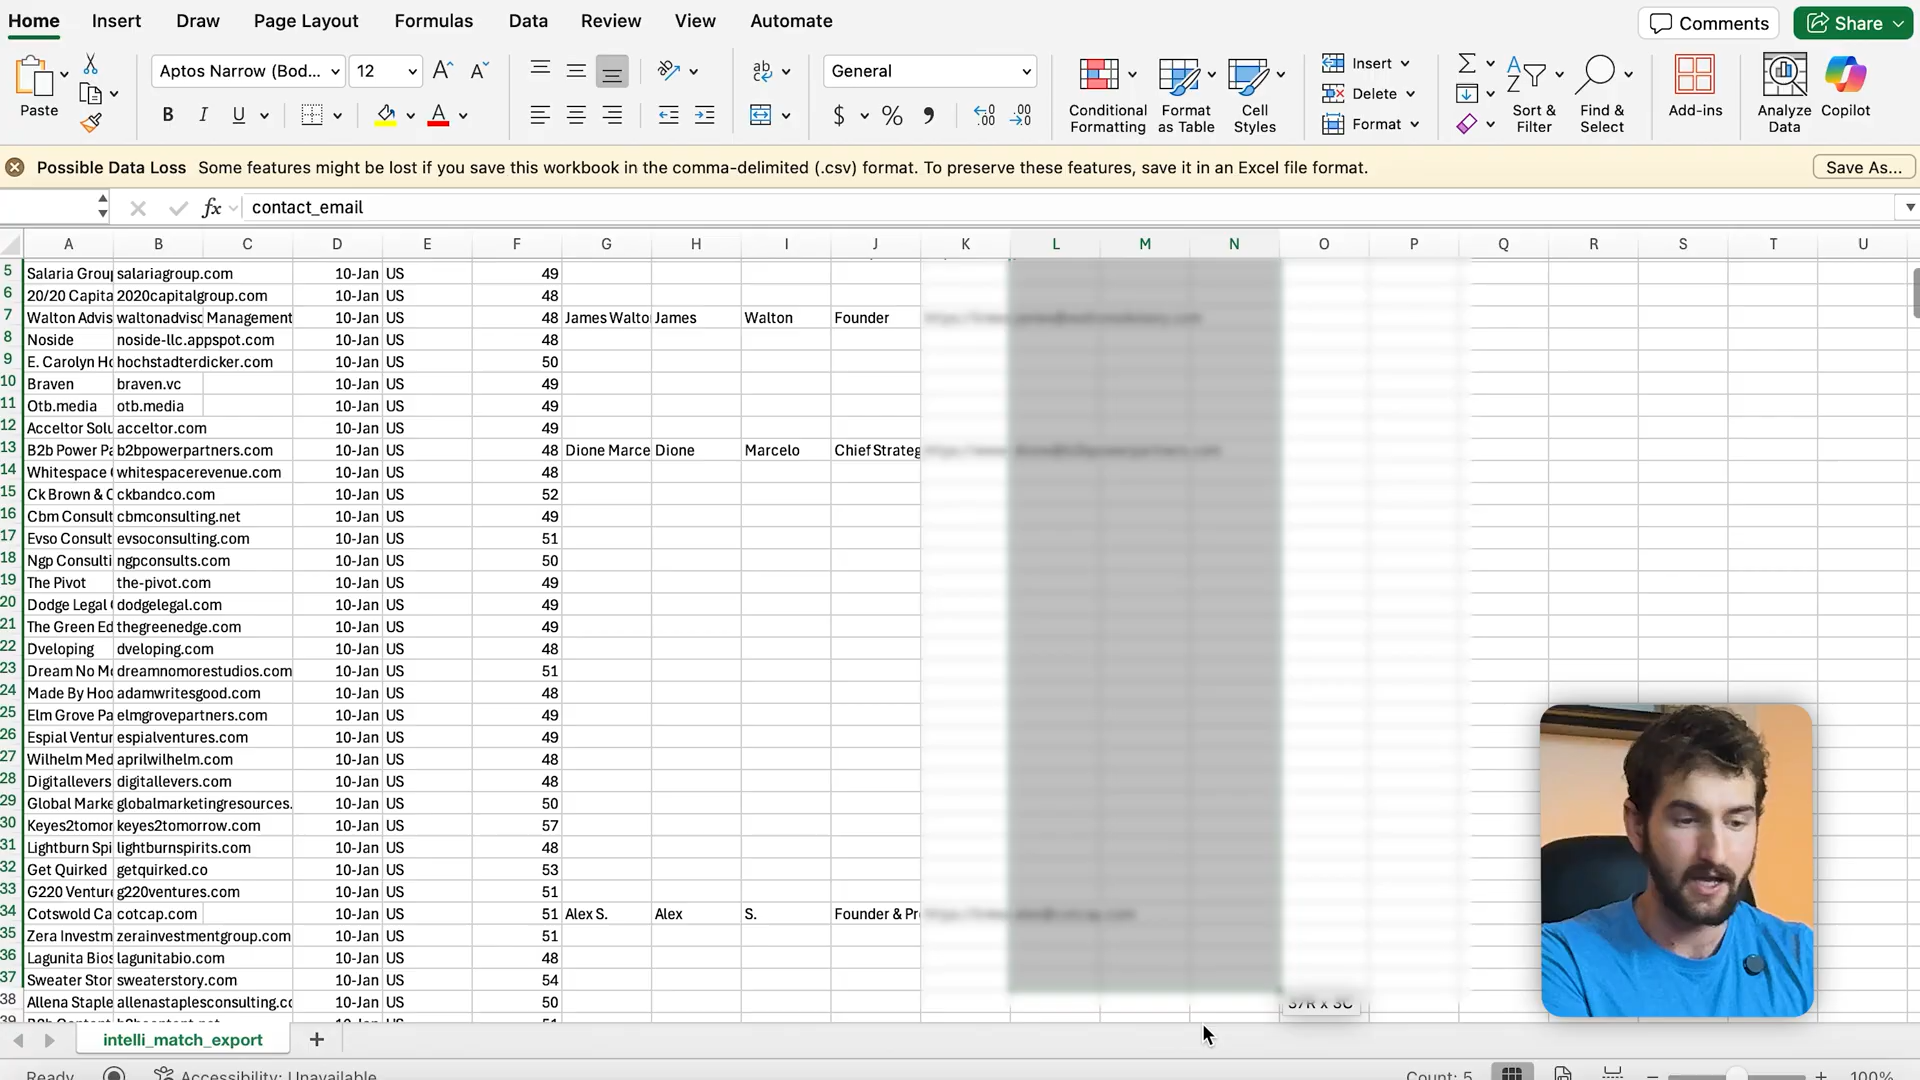 Home Insert Draw Page Layout Formulas Data Review View Automate Comments Share
Paste
Aptos Narrow (Bod... 12
General
Conditional Formatting
Format as Table
Cell Styles
Insert
Delete
Format
Sort & Filter
Find & Select
Add-ins
Analyze Data
Copilot
Possible Data Loss Some features might be lost if you save this workbook in the comma-delimited (.csv) format. To preserve these features, save it in an Excel file format. Save As...
fx contact_email
A B C D E F G H I J K L M N O P Q R S T U
5 Salaria Grou salariagroup.com 10-Jan US 49
6 20/20 Capita 2020capitalgroup.com 10-Jan US 48
7 Walton Advis waltonadvisc Management 10-Jan US 48 James Walto James Walton Founder
8 Noside noside-llc.appspot.com 10-Jan US 48
9 E. Carolyn Ho hochstadterdicker.com 10-Jan US 50
10 Braven braven.vc 10-Jan US 49
11 Otb.media otb.media 10-Jan US 49
12 Acceltor Solu acceltor.com 10-Jan US 49
13 B2b Power Pa b2bpowerpartners.com 10-Jan US 48 Dione Marce Dione Marcelo Chief Strateg
14 Whitespace whitespacerevenue.com 10-Jan US 48
15 Ck Brown & C ckbandco.com 10-Jan US 52
16 Cbm Consult cbmconsulting.net 10-Jan US 49
17 Evso Consult evsoconsulting.com 10-Jan US 51
18 Ngp Consulti ngpconsults.com 10-Jan US 50
19 The Pivot the-pivot.com 10-Jan US 49
20 Dodge Legal dodgelegal.com 10-Jan US 49
21 The Green Ed thegreenedge.com 10-Jan US 49
22 Dveloping dveloping.com 10-Jan US 48
23 Dream No Mo dreamnomorestudios.com 10-Jan US 51
24 Made By Hoo adamwritesgood.com 10-Jan US 48
25 Elm Grove Pa elmgrovepartners.com 10-Jan US 49
26 Espial Ventur espialventures.com 10-Jan US 49
27 Wilhelm Med aprilwilhelm.com 10-Jan US 48
28 Digitallevers digitallevers.com 10-Jan US 48
29 Global Marke globalmarketingresources. 10-Jan US 50
30 Keyes2tomor keyes2tomorrow.com 10-Jan US 57
31 Lightburn Spi lightburnspirits.com 10-Jan US 48
32 Get Quirked getquirked.co 10-Jan US 53
33 G220 Venture g220ventures.com 10-Jan US 51
34 Cotswold Ca cotcap.com 10-Jan US 51 Alex S. Alex S. Founder & Pr
35 Zera Investm zerainvestmentgroup.com 10-Jan US 51
36 Lagunita Bios lagunitabio.com 10-Jan US 48
37 Sweater Stor sweaterstory.com 10-Jan US 54
38 Allena Staple allenastaplesconsulting.co 10-Jan US 50
37R x 3C
intelli_match_export
Ready Accessibility: Unavailable Count: 5 100%